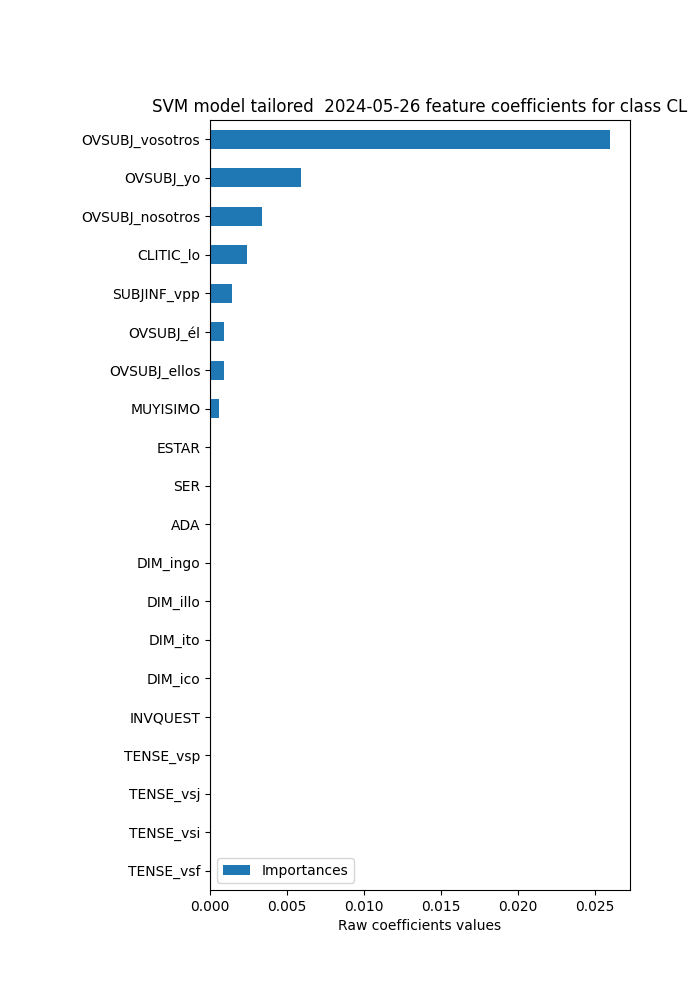 SVM model tailored  2024-05-26 feature coefficients for class CL
OVSUBJ_vosotros
OVSUBJ_yo
OVSUBJ_nosotros
CLITIC_lo
SUBJINF_vpp
OVSUBJ_él
OVSUBJ_ellos
MUYISIMO
ESTAR
SER
ADA
DIM_ingo
DIM_illo
DIM_ito
DIM_ico
INVQUEST
TENSE_vsp
TENSE_vsj
TENSE_vsi
TENSE_vsf
Importances
0.000 0.005 0.010 0.015 0.020 0.025
Raw coefficients values